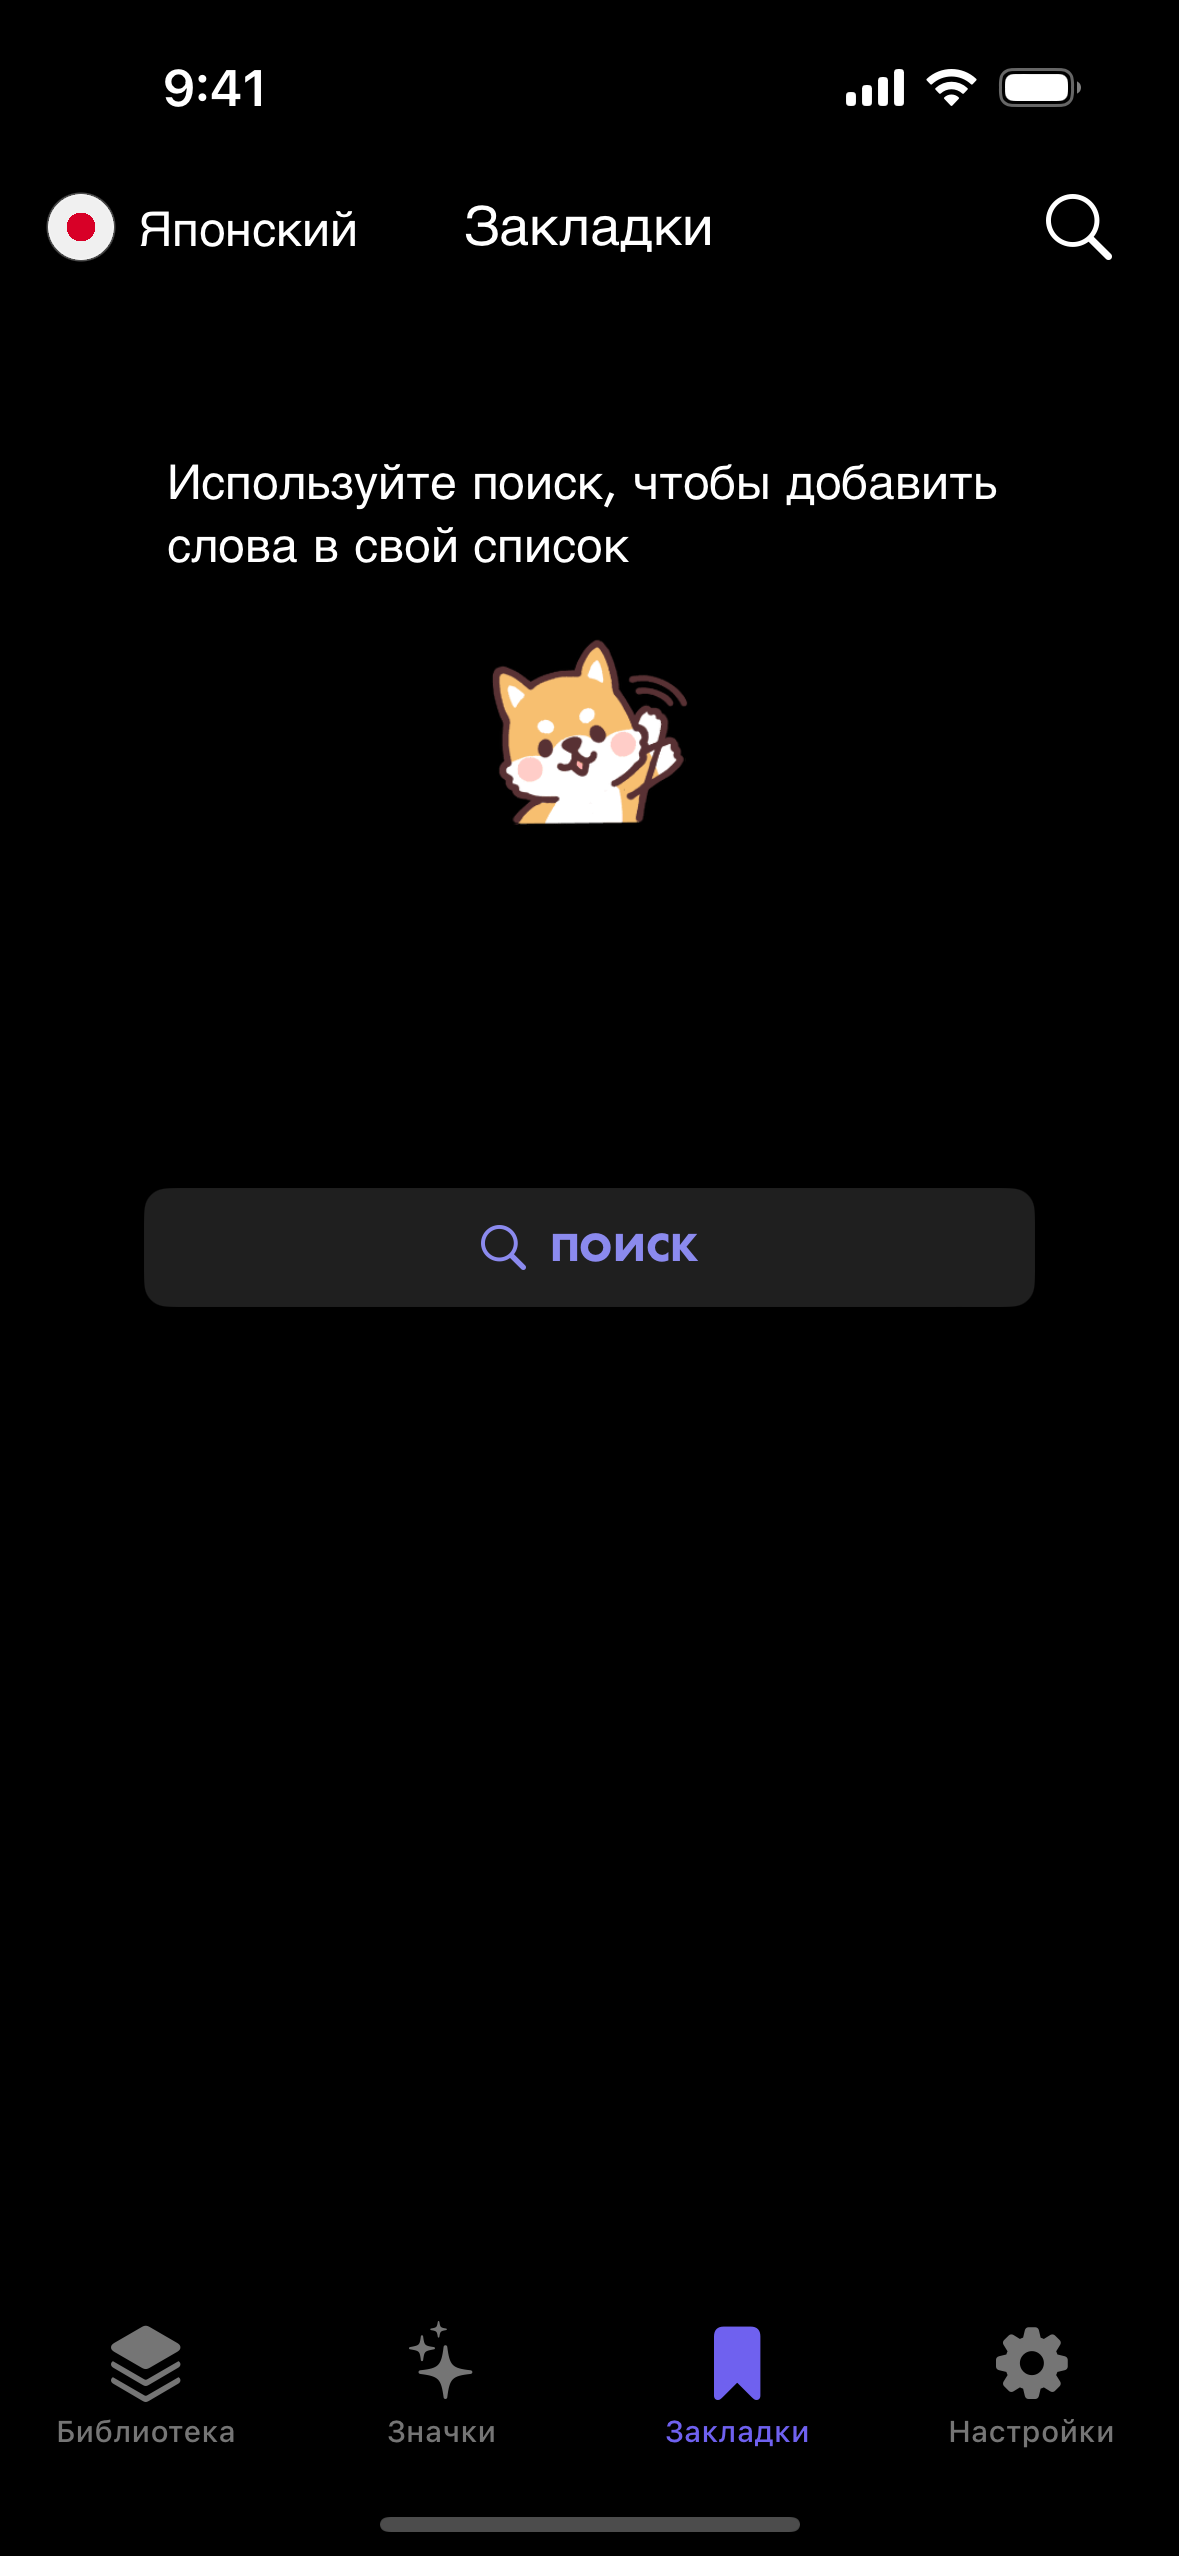 9:41
Японский
Закладки
Используйте поиск, чтобы добавить
слова в свой список
ПОИСК
Библиотека
Значки
Закладки
Настройки